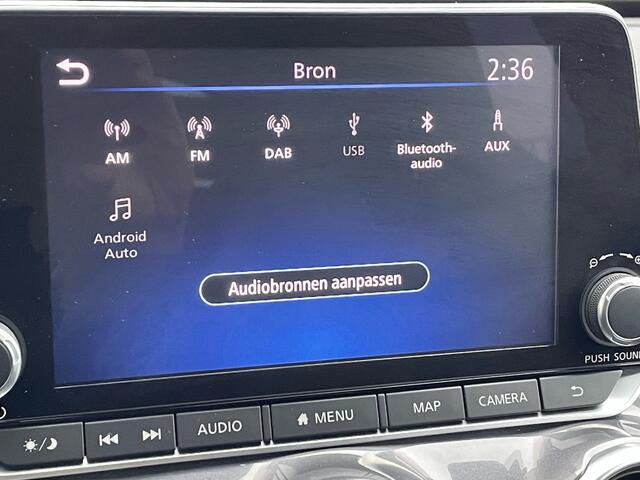 Bron 2:36
AM FM DAB USB Bluetooth- AUX
audio
Android
Auto
Audiobronnen aanpassen
PUSH SOUND
AUDIO MENU MAP CAMERA